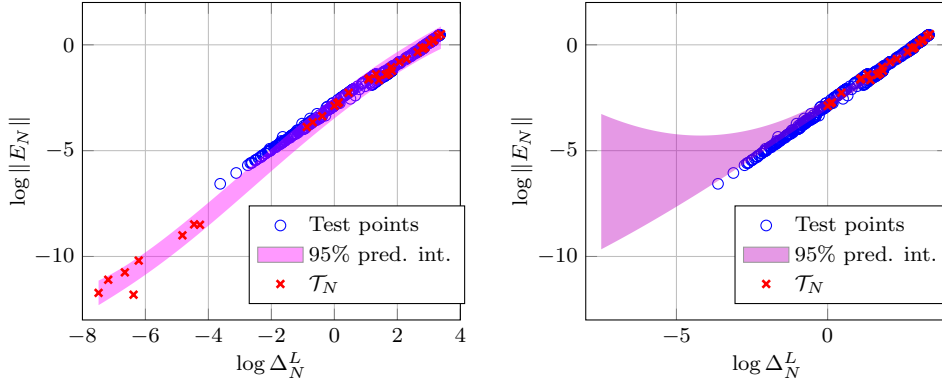 0
−5
−10
log ||E_N||
−8 −6 −4 −2 0 2 4
log Δ_N^L
Test points
95% pred. int.
𝒯_N
0
−5
−10
log ||E_N||
−5 0
log Δ_N^L
Test points
95% pred. int.
𝒯_N